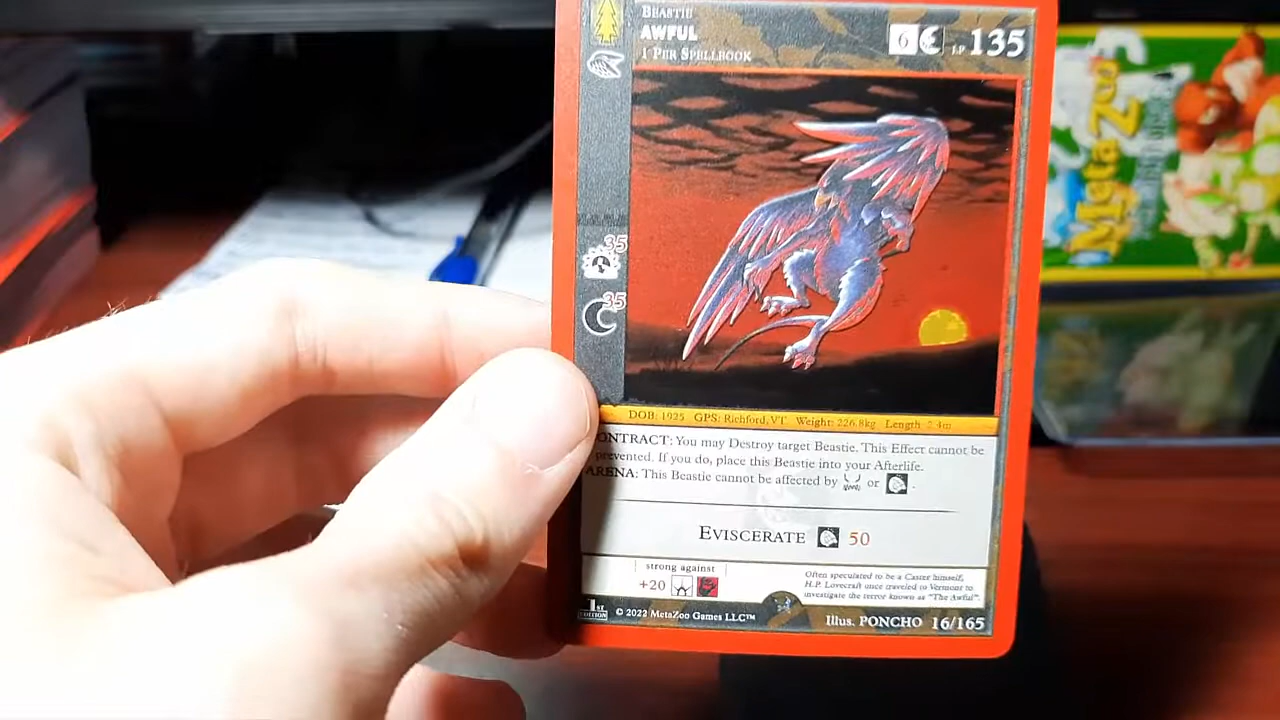 BEASTIE
AWFUL
1 PER SPELLBOOK
6
LP 135
35
35
DOB: 1925 GPS: Richford, VT. Weight: 226.8kg Length 2.4m
ONTRACT: You may Destroy target Beastie. This Effect cannot be
prevented. If you do, place this Beastie into your Afterlife.
ARENA: This Beastie cannot be affected by or .
EVISCERATE 50
strong against
+20
Often speculated to be a Caster himself,
H.P. Lovecraft once traveled to Vermont to
investigate the terror known as "The Awful".
1ST
EDITION
© 2022 MetaZoo Games LLC™
Illus. PONCHO 16/165
MetaZoo